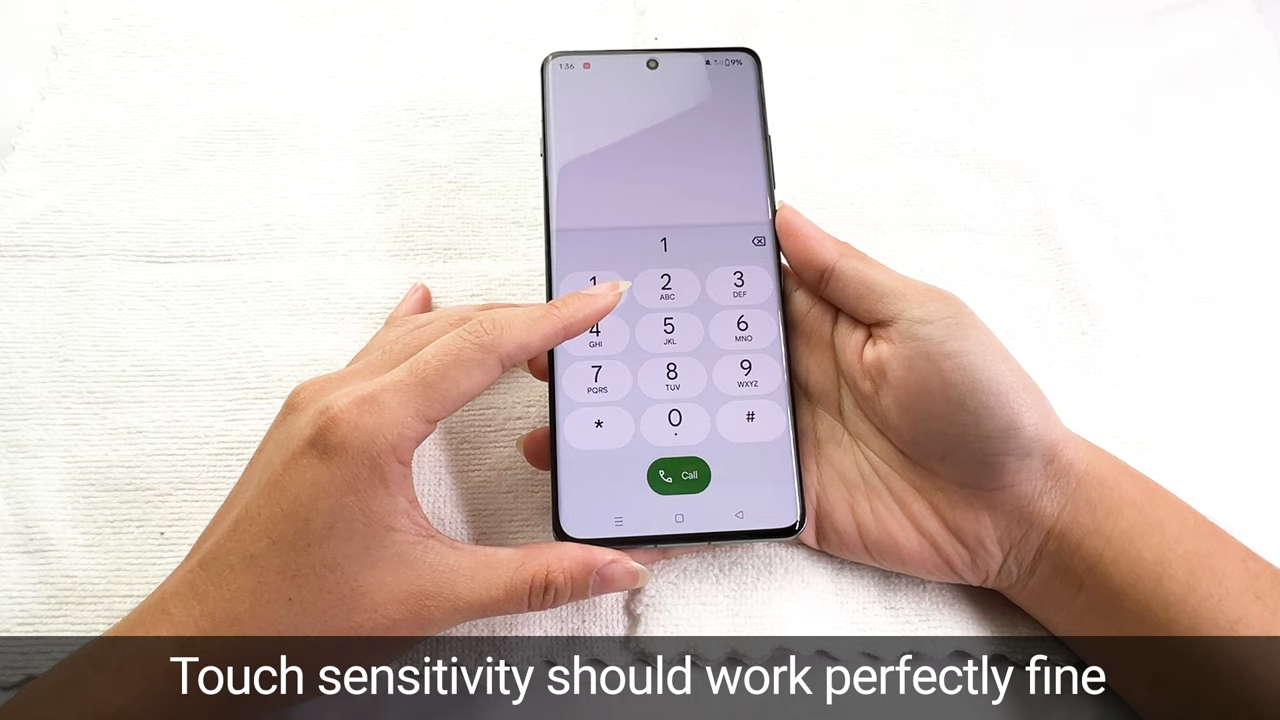 1:36
9%
1
1
2
3
ABC
DEF
4
5
6
GHI
JKL
MNO
7
8
9
PQRS
TUV
WXYZ
*
0
#
+
Call
Touch sensitivity should work perfectly fine